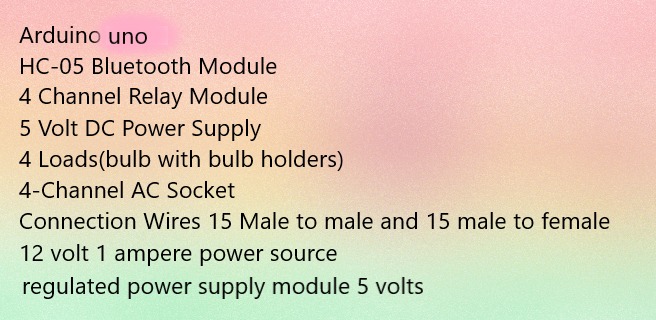 Arduino uno
HC-05 Bluetooth Module
4 Channel Relay Module
5 Volt DC Power Supply
4 Loads(bulb with bulb holders)
4-Channel AC Socket
Connection Wires 15 Male to male and 15 male to female
12 volt 1 ampere power source
regulated power supply module 5 volts